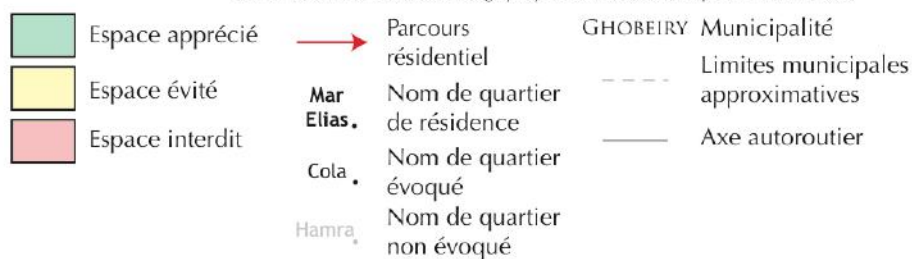 Espace apprécié
Espace évité
Espace interdit
Parcours
résidentiel
Mar
Elias.
Nom de quartier
de résidence
Cola .
Nom de quartier
évoqué
Hamra.
Nom de quartier
non évoqué
GHOBEIRY Municipalité
Limites municipales
approximatives
Axe autoroutier